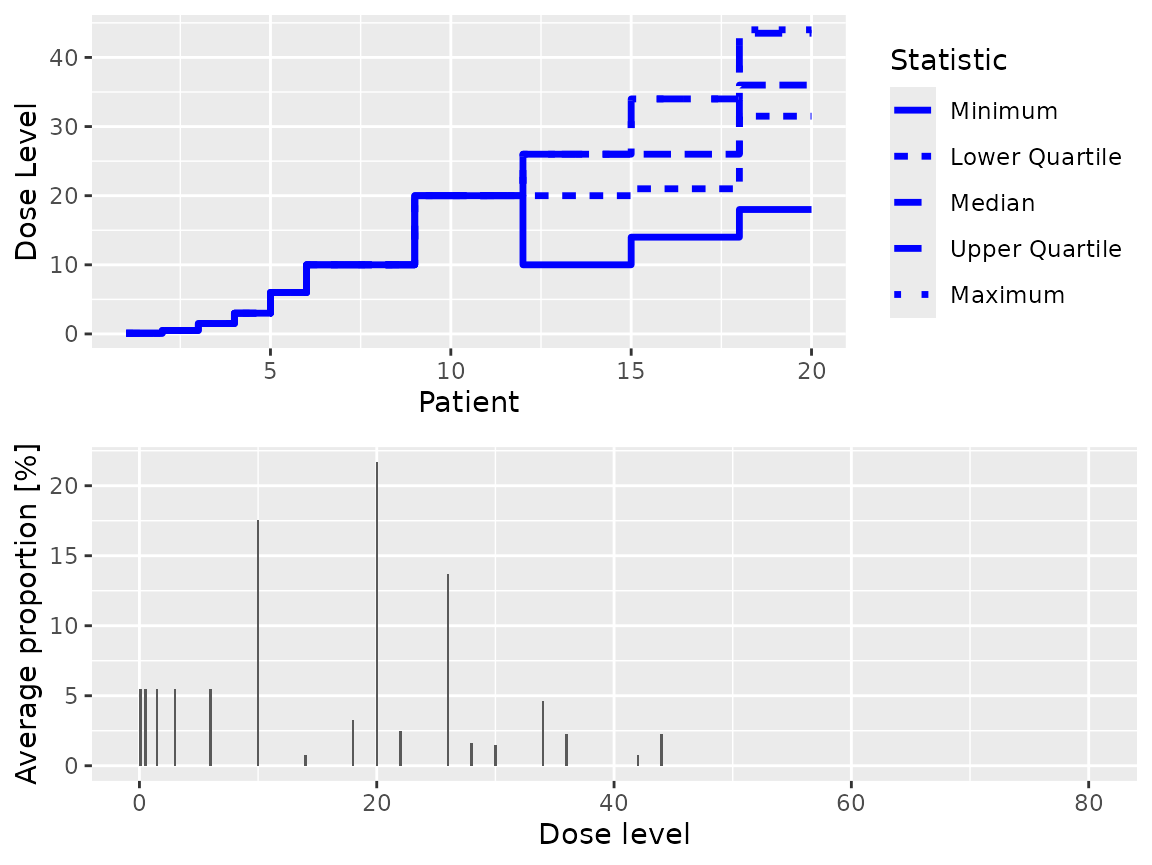 Dose Level
40
30
20
10
0
5
10
15
20
Patient
Statistic
Minimum
Lower Quartile
Median
Upper Quartile
Maximum
Average proportion [%]
20
15
10
5
0
0
20
40
60
80
Dose level